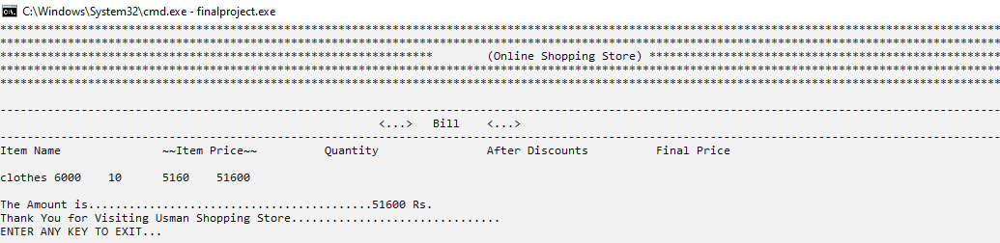 C:\Windows\System32\cmd.exe - finalproject.exe
****************************************************************************************************************************************************
****************************************************************************************************************************************************
**************************************************************** (Online Shopping Store) ****************************************************
****************************************************************************************************************************************************
****************************************************************************************************************************************************
----------------------------------------------------------------------------------------------------------------------------------------------------
<...> Bill <...>
----------------------------------------------------------------------------------------------------------------------------------------------------
Item Name ~~Item Price~~ Quantity After Discounts Final Price
clothes 6000 10 5160 51600
The Amount is..........................................51600 Rs.
Thank You for Visiting Usman Shopping Store...............................
ENTER ANY KEY TO EXIT...